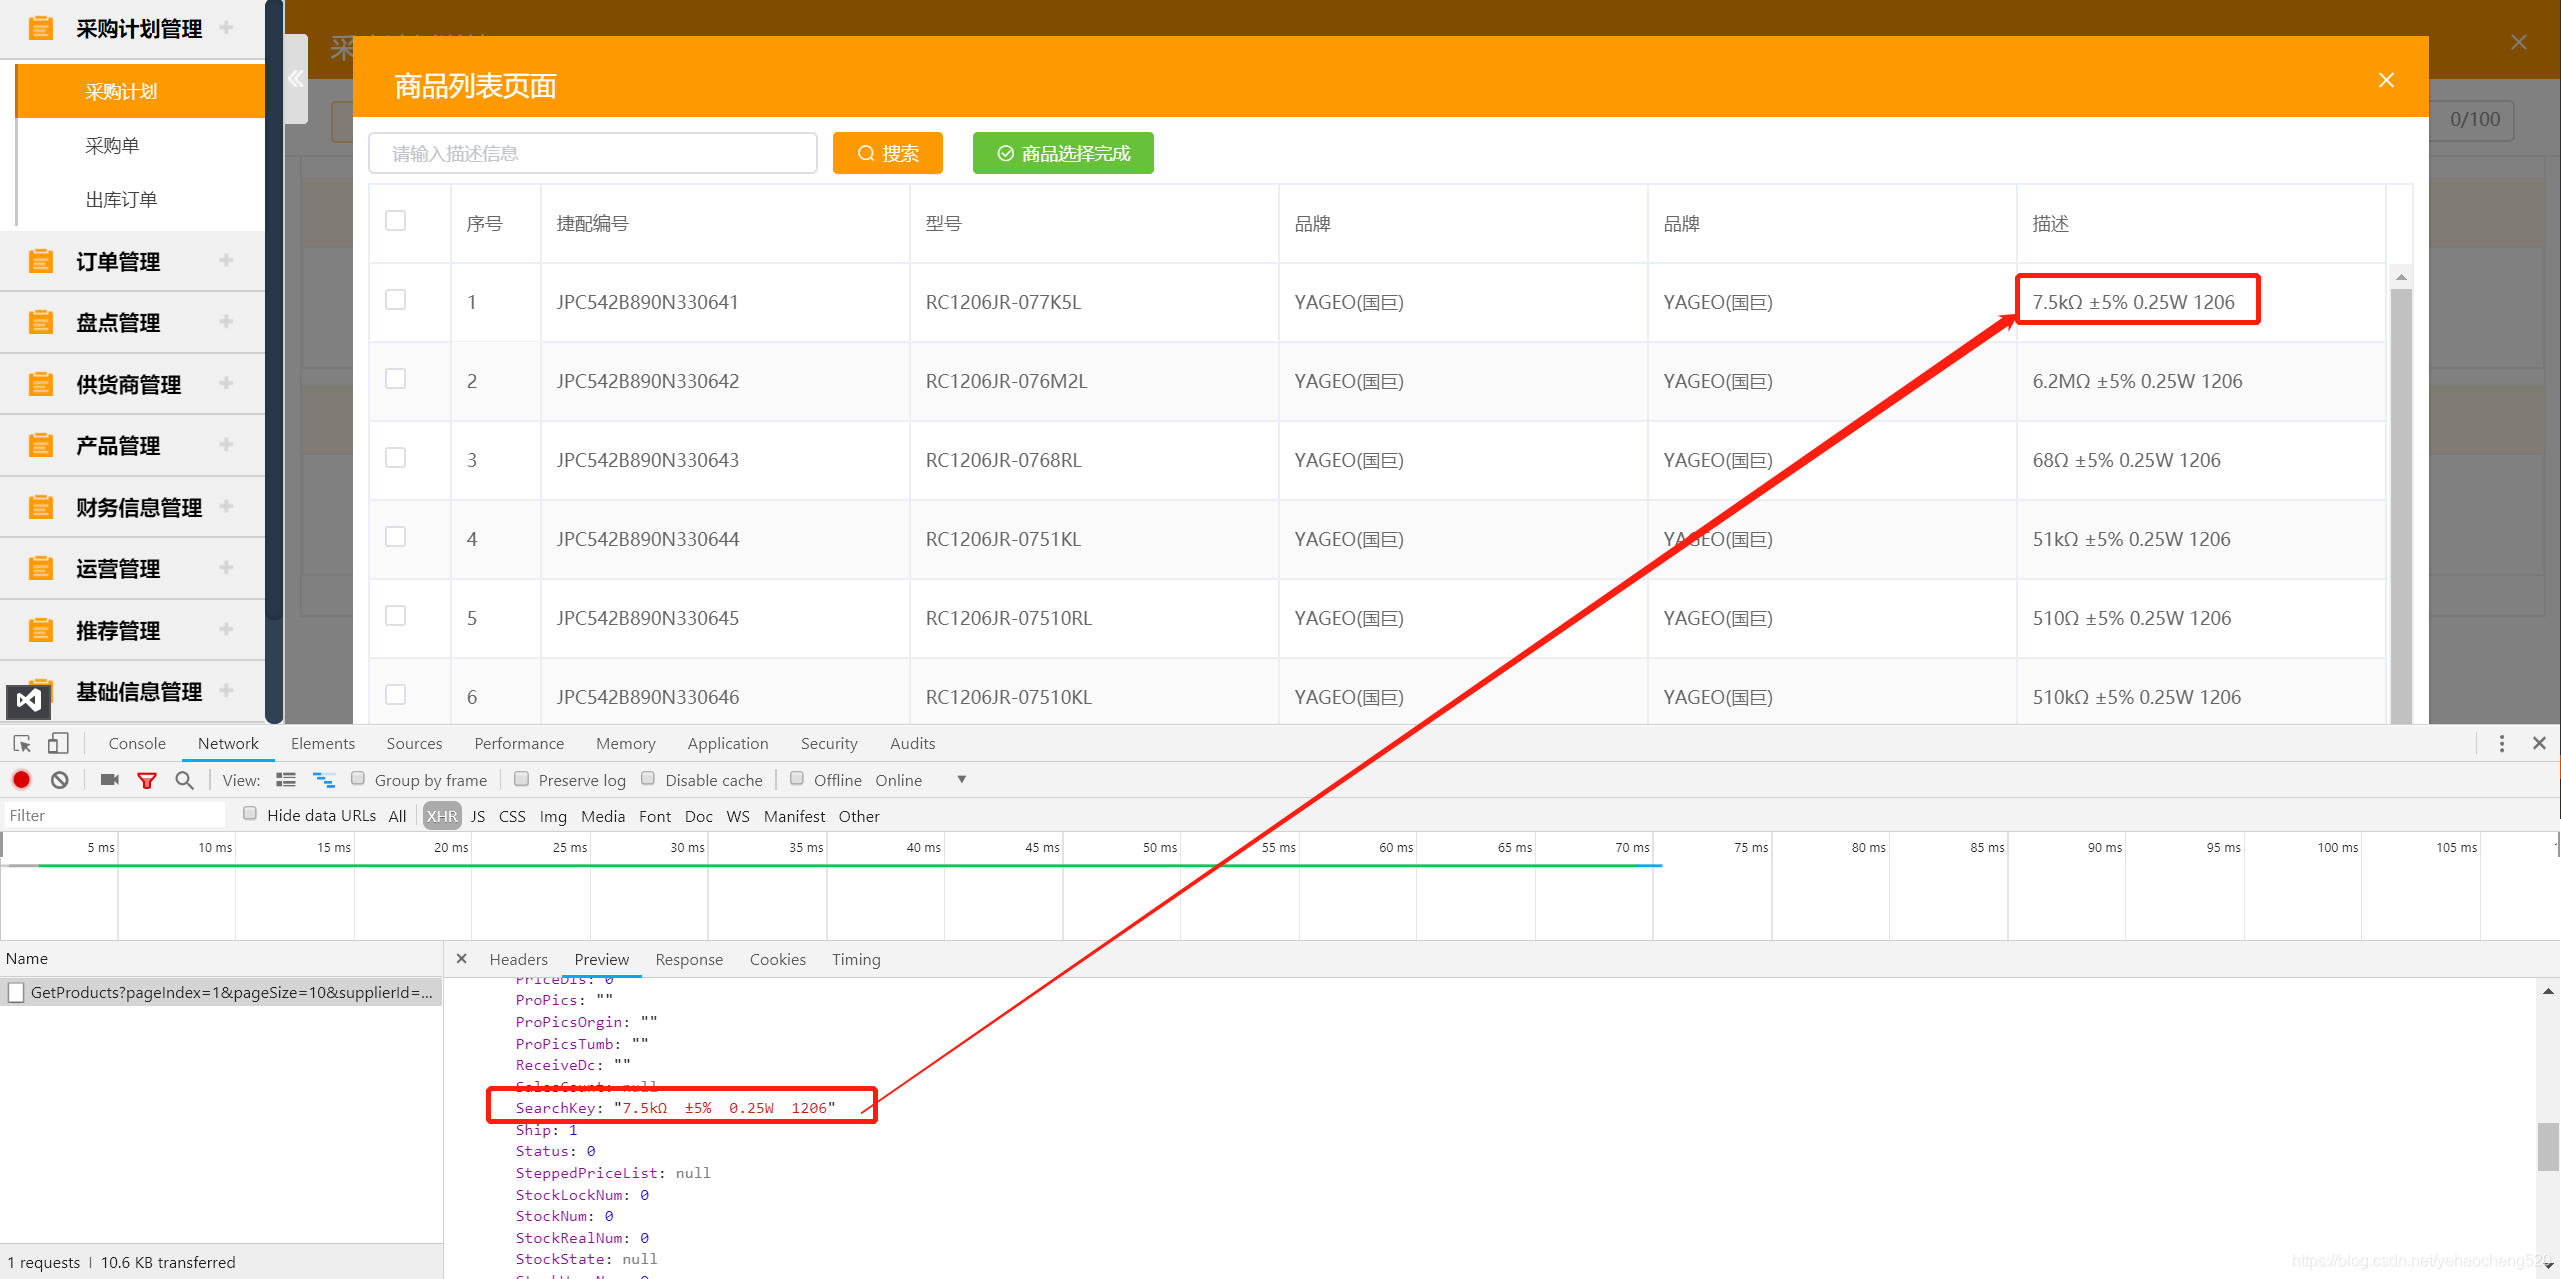 采购计划管理
采购计划
采购单
出库订单
订单管理
盘点管理
供货商管理
产品管理
财务信息管理
运营管理
推荐管理
基础信息管理
商品列表页面
0/100
请输入描述信息
搜索
商品选择完成
序号 捷配编号 型号 品牌 品牌 描述
1 JPC542B890N330641 RC1206JR-077K5L YAGEO(国巨) YAGEO(国巨) 7.5kΩ ±5% 0.25W 1206
2 JPC542B890N330642 RC1206JR-076M2L YAGEO(国巨) YAGEO(国巨) 6.2MΩ ±5% 0.25W 1206
3 JPC542B890N330643 RC1206JR-0768RL YAGEO(国巨) YAGEO(国巨) 68Ω ±5% 0.25W 1206
4 JPC542B890N330644 RC1206JR-0751KL YAGEO(国巨) YAGEO(国巨) 51kΩ ±5% 0.25W 1206
5 JPC542B890N330645 RC1206JR-07510RL YAGEO(国巨) YAGEO(国巨) 510Ω ±5% 0.25W 1206
6 JPC542B890N330646 RC1206JR-07510KL YAGEO(国巨) YAGEO(国巨) 510kΩ ±5% 0.25W 1206
Console Network Elements Sources Performance Memory Application Security Audits
View: Group by frame Preserve log Disable cache Offline Online
Filter Hide data URLs All XHR JS CSS Img Media Font Doc WS Manifest Other
5 ms 10 ms 15 ms 20 ms 25 ms 30 ms 35 ms 40 ms 45 ms 50 ms 55 ms 60 ms 65 ms 70 ms 75 ms 80 ms 85 ms 90 ms 95 ms 100 ms 105 ms
Name
GetProducts?pageIndex=1&pageSize=10&supplierId=...
Headers Preview Response Cookies Timing
PriceDis: 0
ProPics: ""
ProPicsOrgin: ""
ProPicsTumb: ""
ReceiveDc: ""
SalesCount: null
SearchKey: "7.5kΩ  ±5%  0.25W  1206"
Ship: 1
Status: 0
SteppedPriceList: null
StockLockNum: 0
StockNum: 0
StockRealNum: 0
StockState: null
1 requests | 10.6 KB transferred
https://blog.csdn.net/yehaocheng520